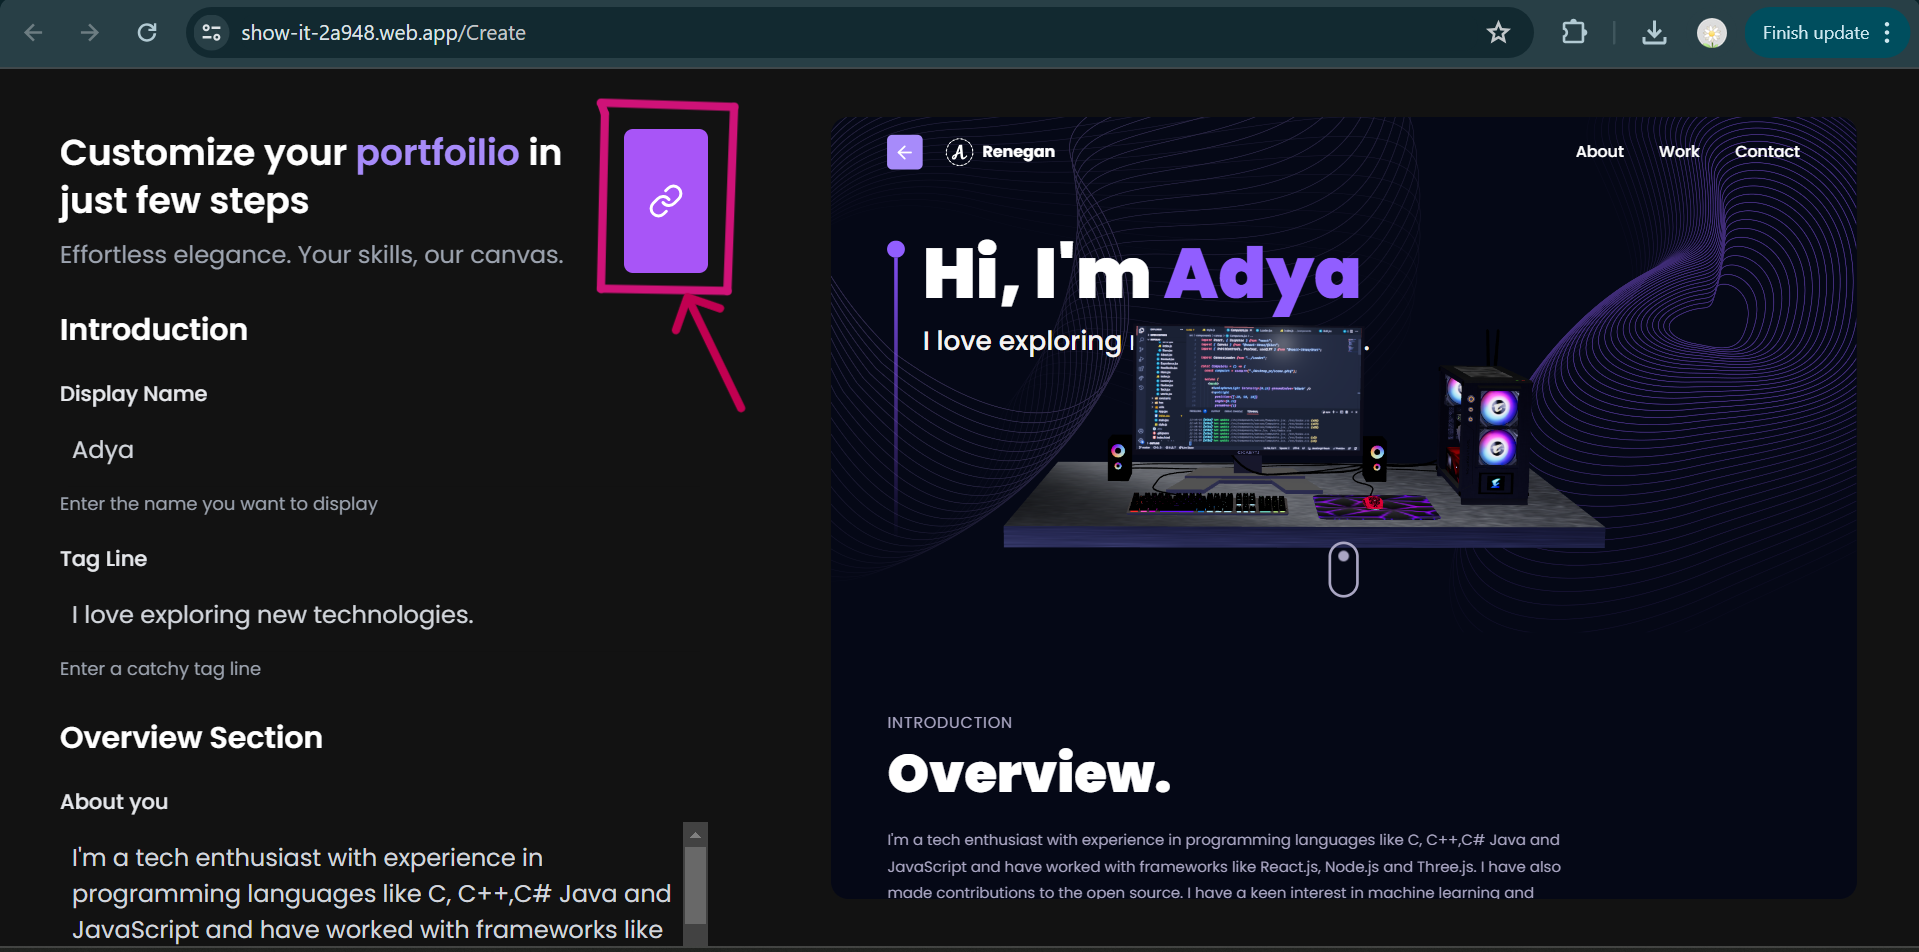 show-it-2a948.web.app/Create
Finish update
Customize your portfoilio in
just few steps
Effortless elegance. Your skills, our canvas.
Introduction
Display Name
Adya
Enter the name you want to display
Tag Line
I love exploring new technologies.
Enter a catchy tag line
Overview Section
About you
I'm a tech enthusiast with experience in
programming languages like C, C++,C# Java and
JavaScript and have worked with frameworks like
Renegan
About Work Contact
Hi, I'm Adya
I love exploring
INTRODUCTION
Overview.
I'm a tech enthusiast with experience in programming languages like C, C++,C# Java and
JavaScript and have worked with frameworks like React.js, Node.js and Three.js. I have also
made contributions to the open source. I have a keen interest in machine learning and